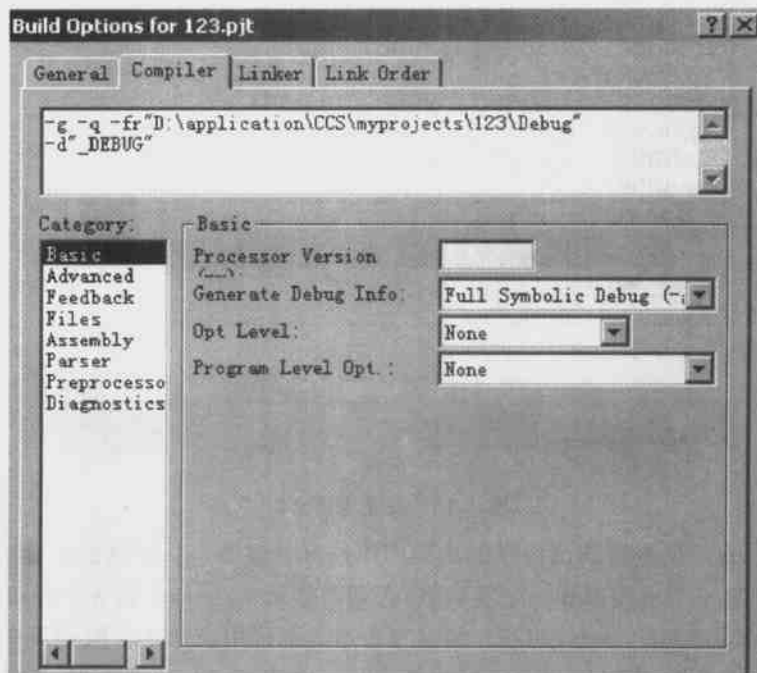 Build Options for 123.pjt
General Compiler Linker Link Order
-g -q -fr"D:\application\CCS\myprojects\123\Debug"
-d"_DEBUG"
Category:
Basic
Advanced
Feedback
Files
Assembly
Parser
Preprocesso
Diagnostics
Basic
Processor Version
Generate Debug Info: Full Symbolic Debug (-
Opt Level: None
Program Level Opt.: None